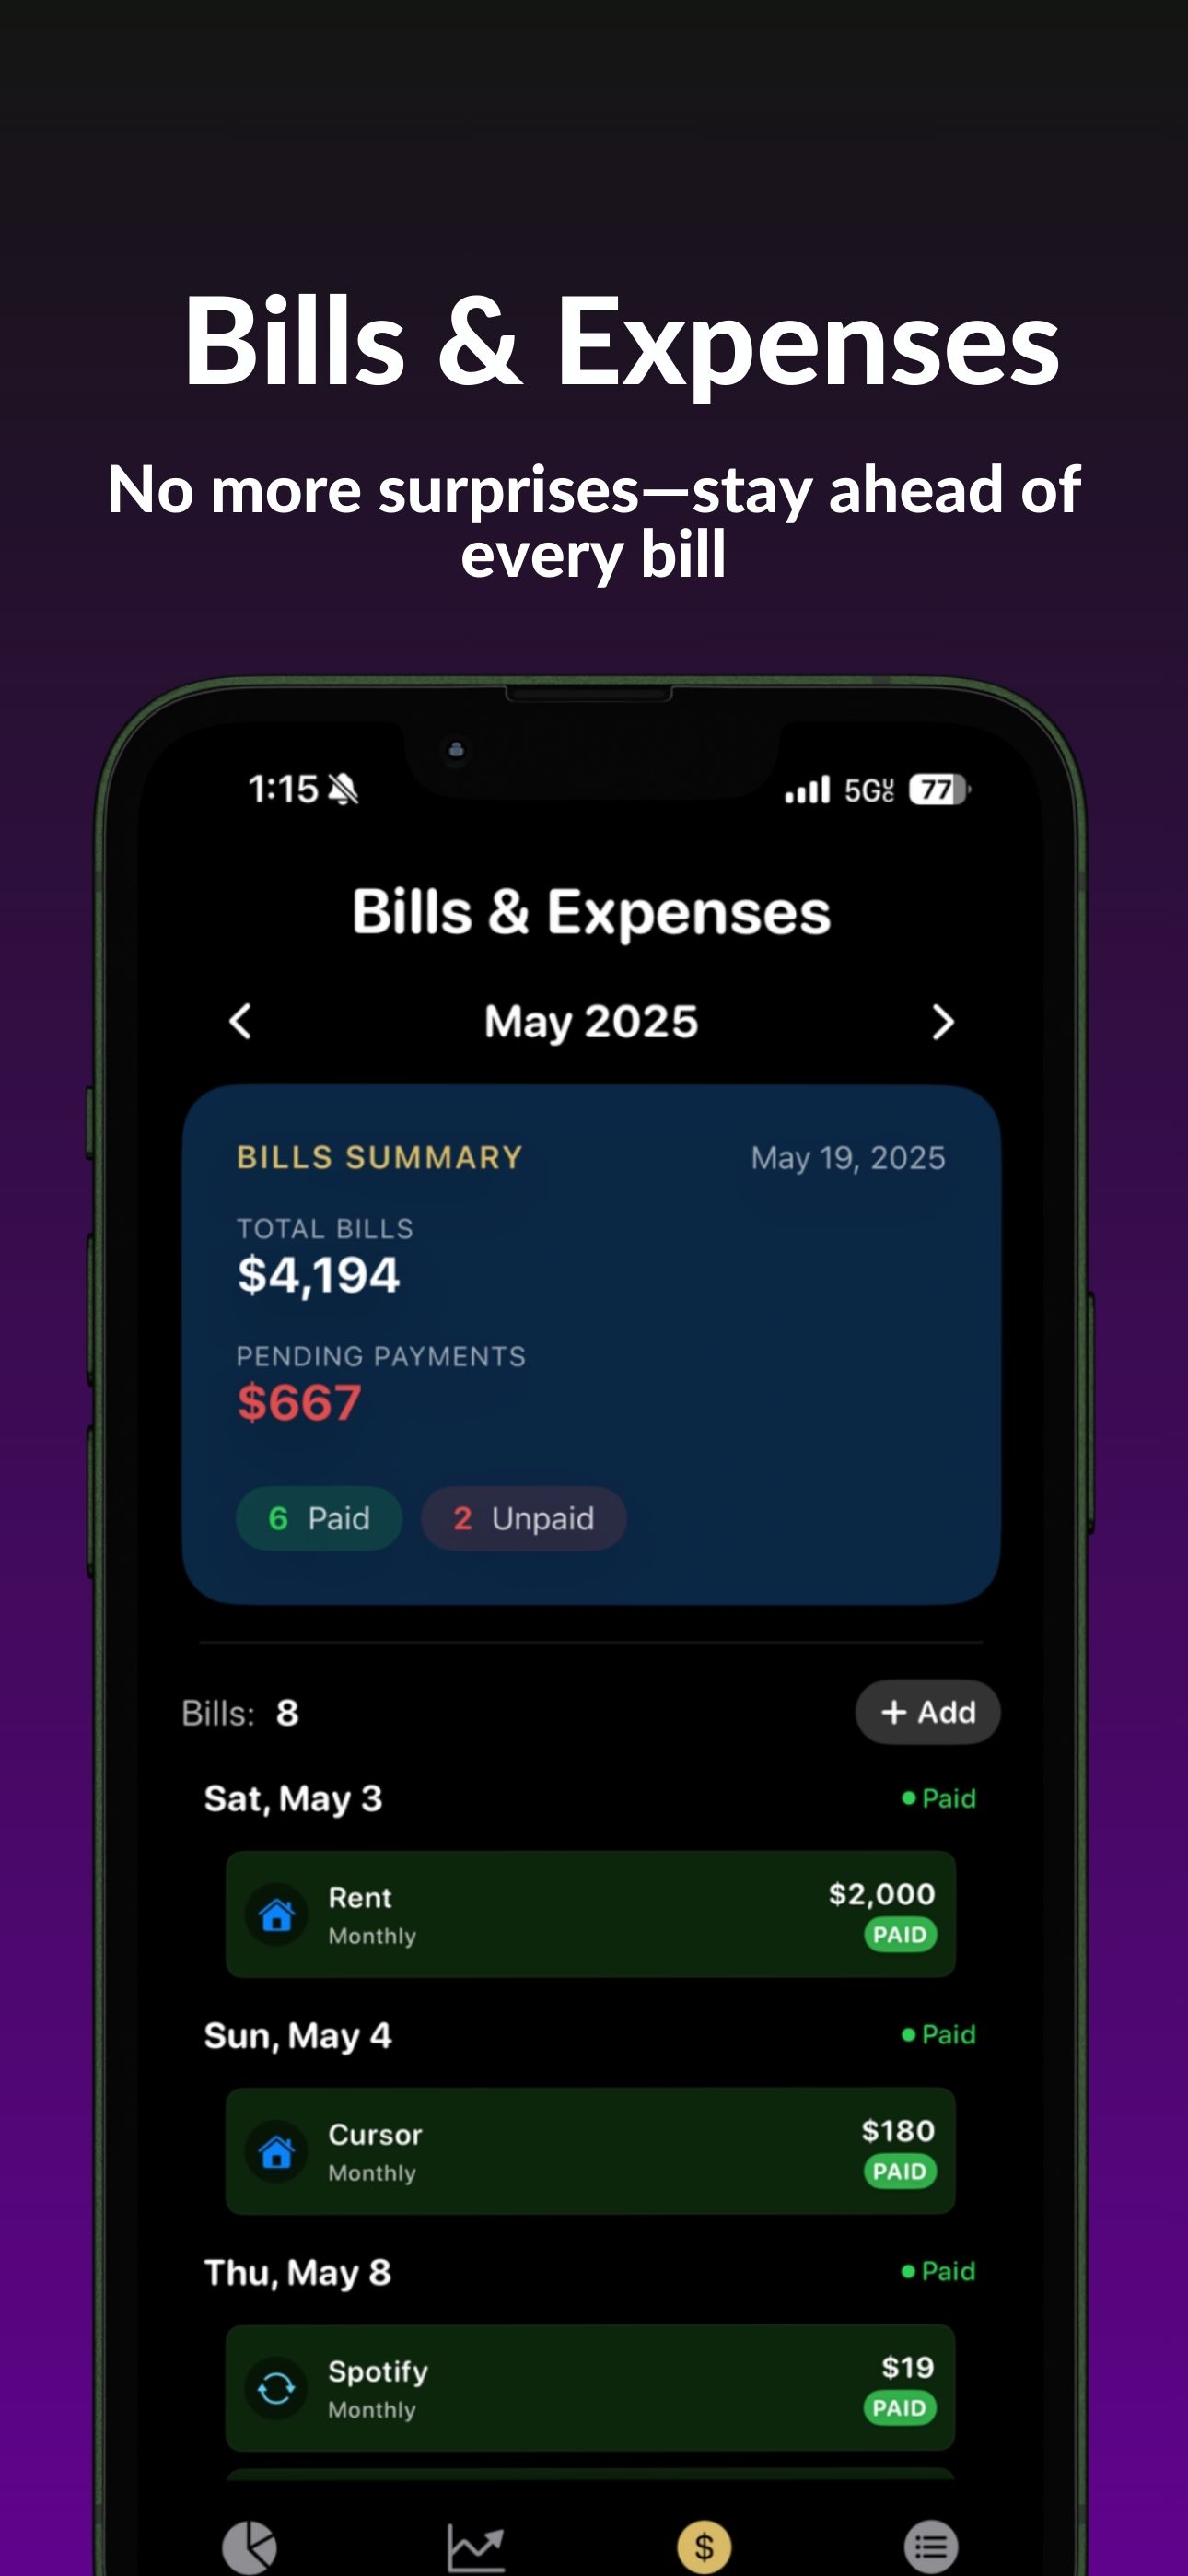 Bills & Expenses
No more surprises—stay ahead of
every bill
1:15 5GUC 77
Bills & Expenses
May 2025
BILLS SUMMARY May 19, 2025
TOTAL BILLS
$4,194
PENDING PAYMENTS
$667
6 Paid 2 Unpaid
Bills: 8 + Add
Sat, May 3 Paid
Rent $2,000
Monthly PAID
Sun, May 4 Paid
Cursor $180
Monthly PAID
Thu, May 8 Paid
Spotify $19
Monthly PAID
$